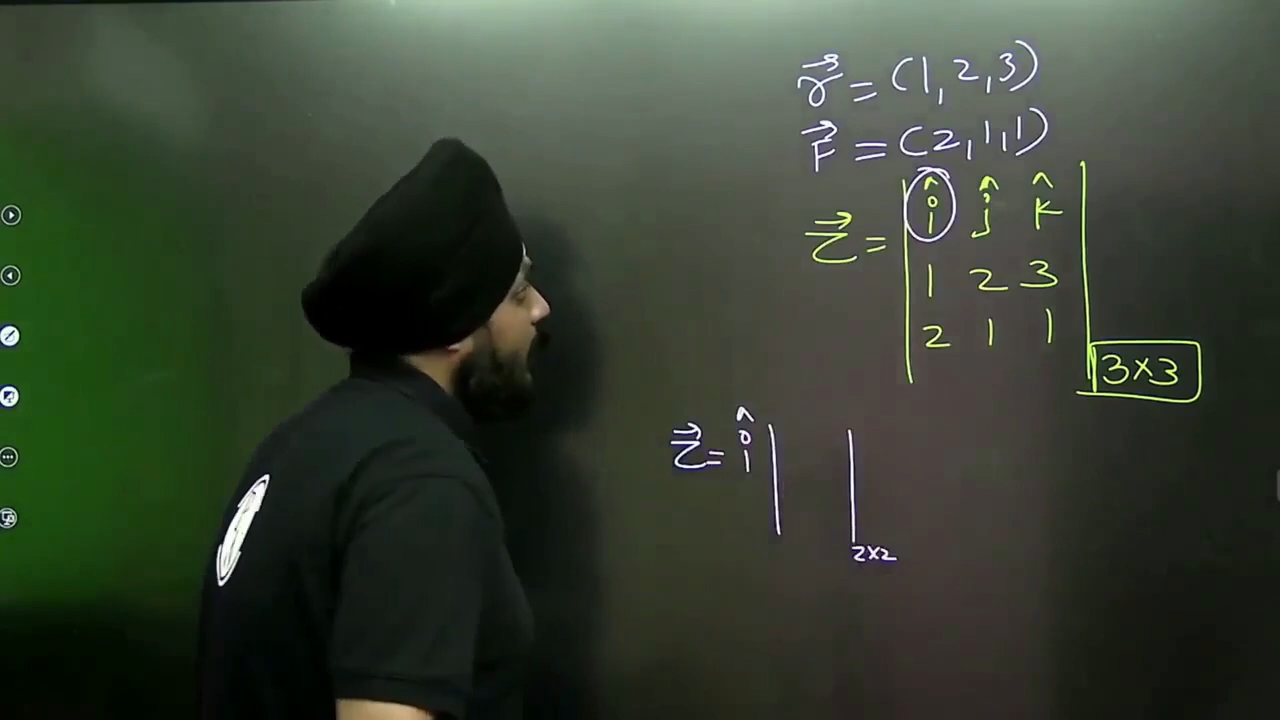 r⃗ = (1, 2, 3)
F⃗ = (2, 1, 1)
τ⃗ = | î ĵ k̂ |
1 2 3
2 1 1
3×3
τ⃗ = î | |
2×2